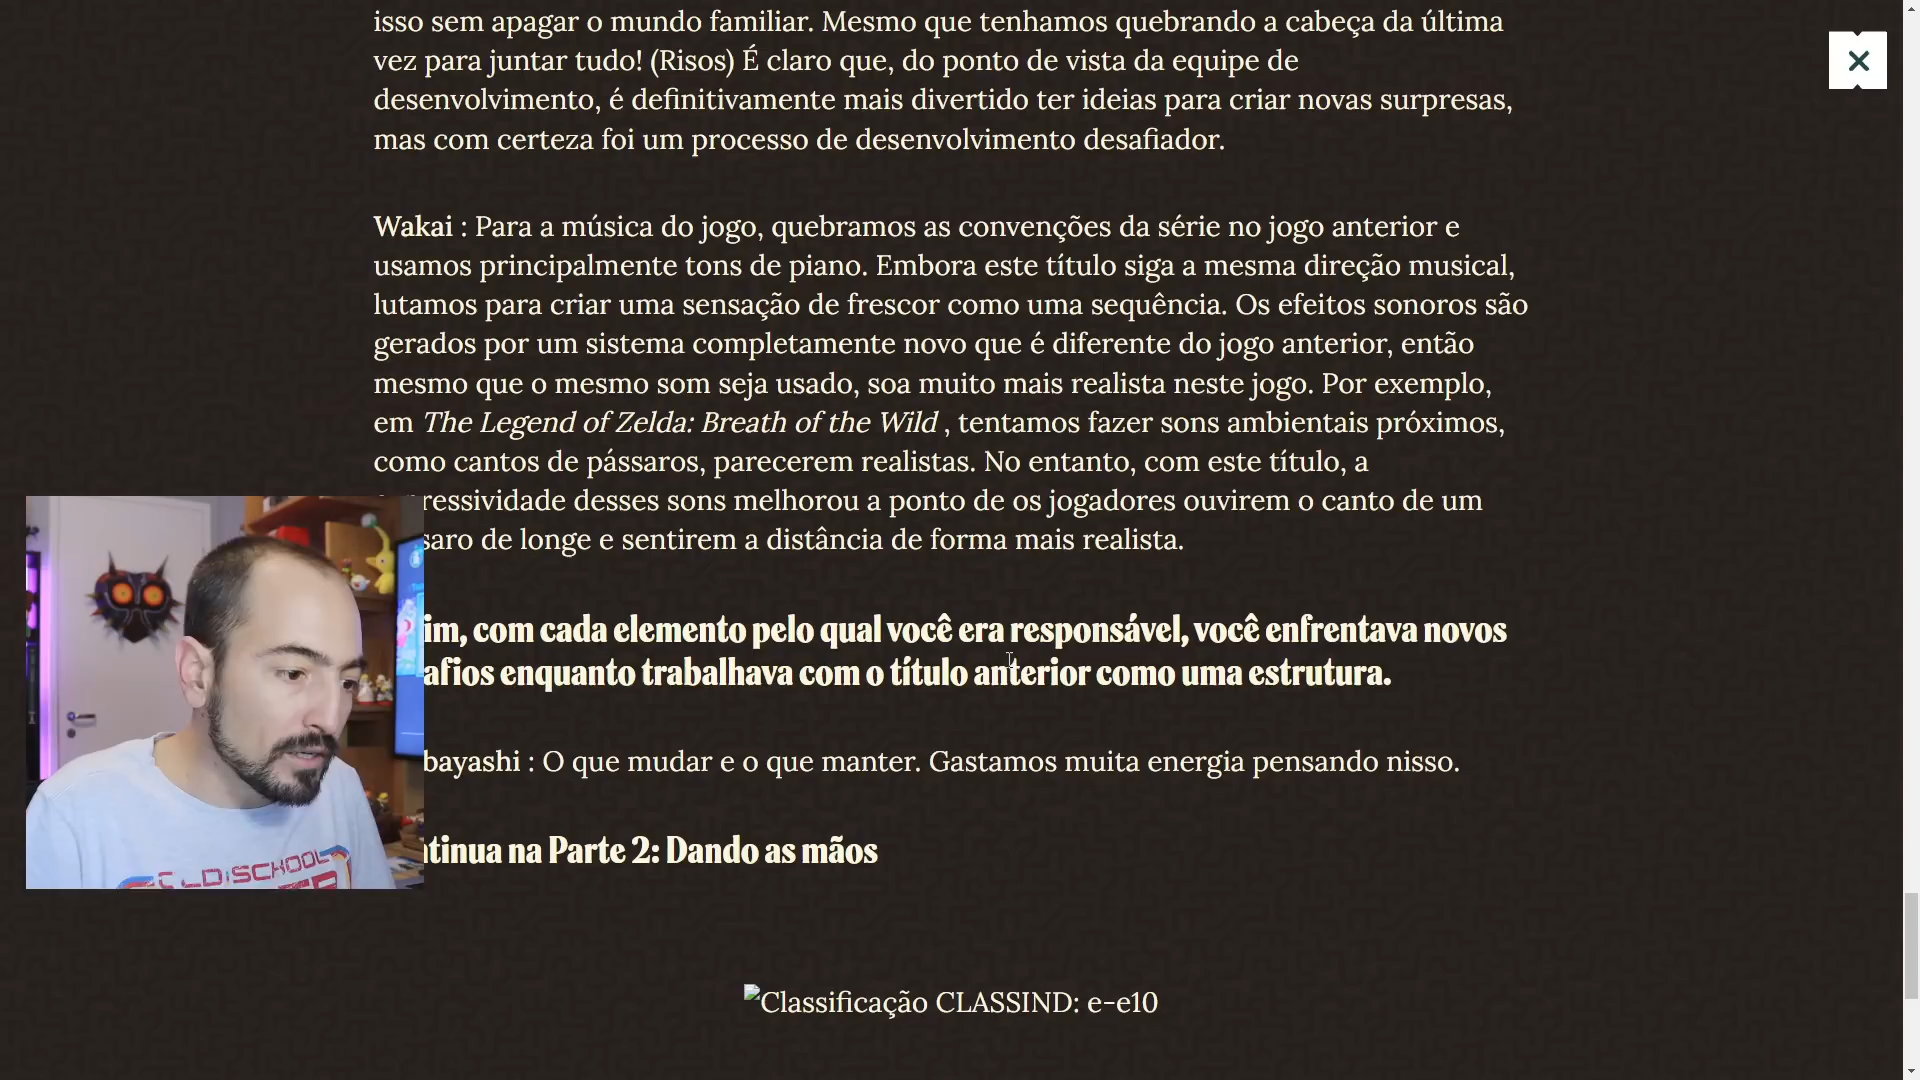 isso sem apagar o mundo familiar. Mesmo que tenhamos quebrando a cabeça da última
vez para juntar tudo! (Risos) É claro que, do ponto de vista da equipe de
desenvolvimento, é definitivamente mais divertido ter ideias para criar novas surpresas,
mas com certeza foi um processo de desenvolvimento desafiador.
Wakai : Para a música do jogo, quebramos as convenções da série no jogo anterior e
usamos principalmente tons de piano. Embora este título siga a mesma direção musical,
lutamos para criar uma sensação de frescor como uma sequência. Os efeitos sonoros são
gerados por um sistema completamente novo que é diferente do jogo anterior, então
mesmo que o mesmo som seja usado, soa muito mais realista neste jogo. Por exemplo,
em The Legend of Zelda: Breath of the Wild , tentamos fazer sons ambientais próximos,
como cantos de pássaros, parecerem realistas. No entanto, com este título, a
ressividade desses sons melhorou a ponto de os jogadores ouvirem o canto de um
saro de longe e sentirem a distância de forma mais realista.
im, com cada elemento pelo qual você era responsável, você enfrentava novos
afios enquanto trabalhava com o título anterior como uma estrutura.
bayashi : O que mudar e o que manter. Gastamos muita energia pensando nisso.
tinua na Parte 2: Dando as mãos
OLDISCHOOL
Classificação CLASSIND: e-e10